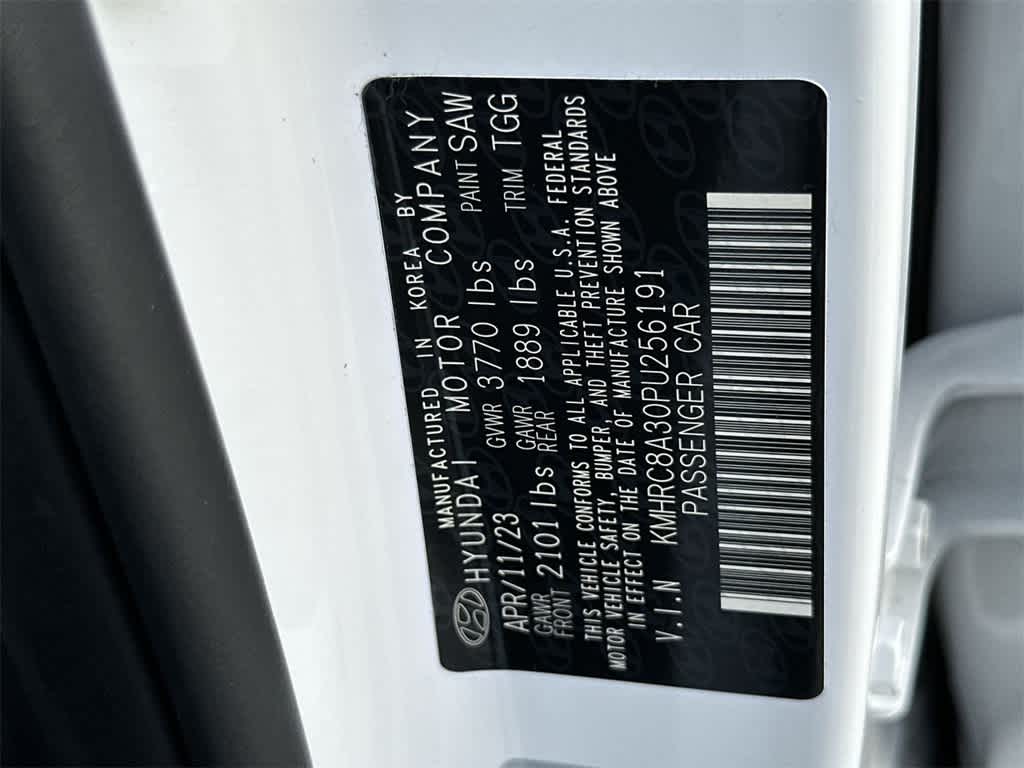 MANUFACTURED IN KOREA BY
HYUNDAI MOTOR COMPANY
APR/11/23 GVWR 3770 lbs PAINT SAW
GAWR FRONT 2101 lbs GAWR REAR 1889 lbs TRIM TGG
THIS VEHICLE CONFORMS TO ALL APPLICABLE U.S.A. FEDERAL
MOTOR VEHICLE SAFETY, BUMPER, AND THEFT PREVENTION STANDARDS
IN EFFECT ON THE DATE OF MANUFACTURE SHOWN ABOVE
V.I.N KMHRC8A30PU256191
PASSENGER CAR